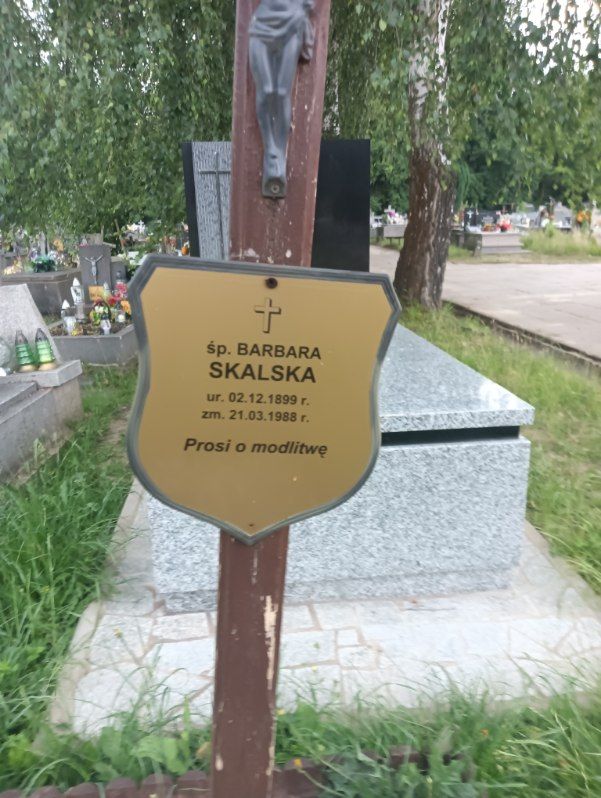 śp. BARBARA
SKALSKA
ur. 02.12.1899 r.
zm. 21.03.1988 r.
Prosi o modlitwę